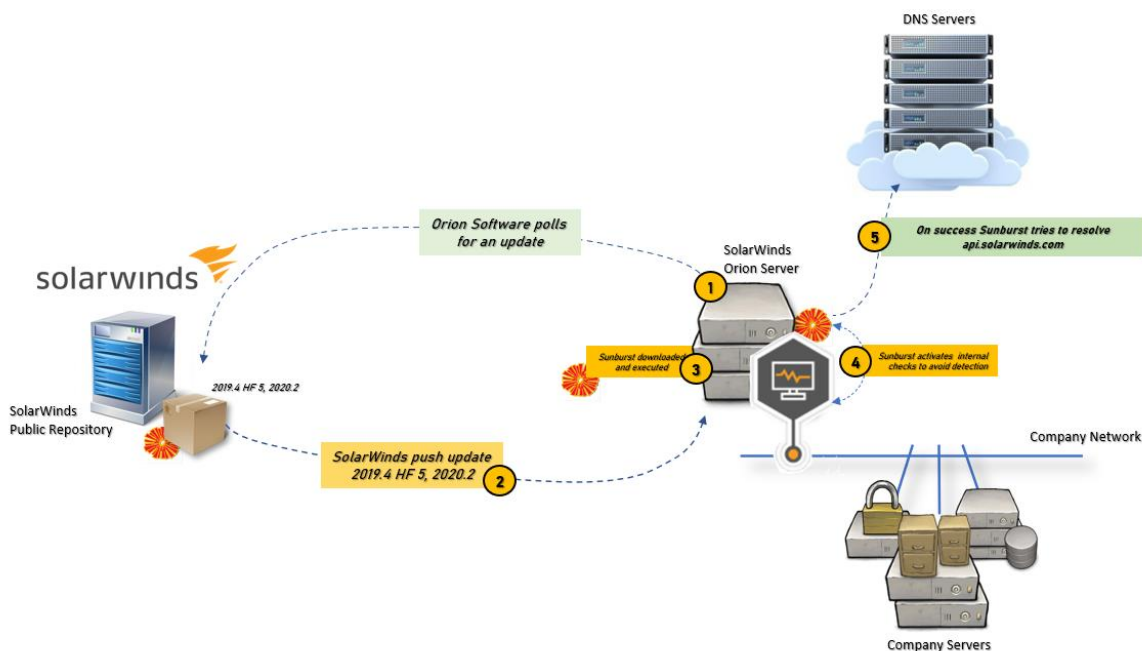 DNS Servers
Orion Software polls
for an update
5
On success Sunburst tries to resolve
api.solarwinds.com
SolarWinds
Orion Server
solarwinds
1
Sunburst downloaded
and executed
3
4
Sunburst activates internal
checks to avoid detection
2019.4 HF 5, 2020.2
SolarWinds
Public Repository
Company Network
SolarWinds push update
2019.4 HF 5, 2020.2
2
Company Servers